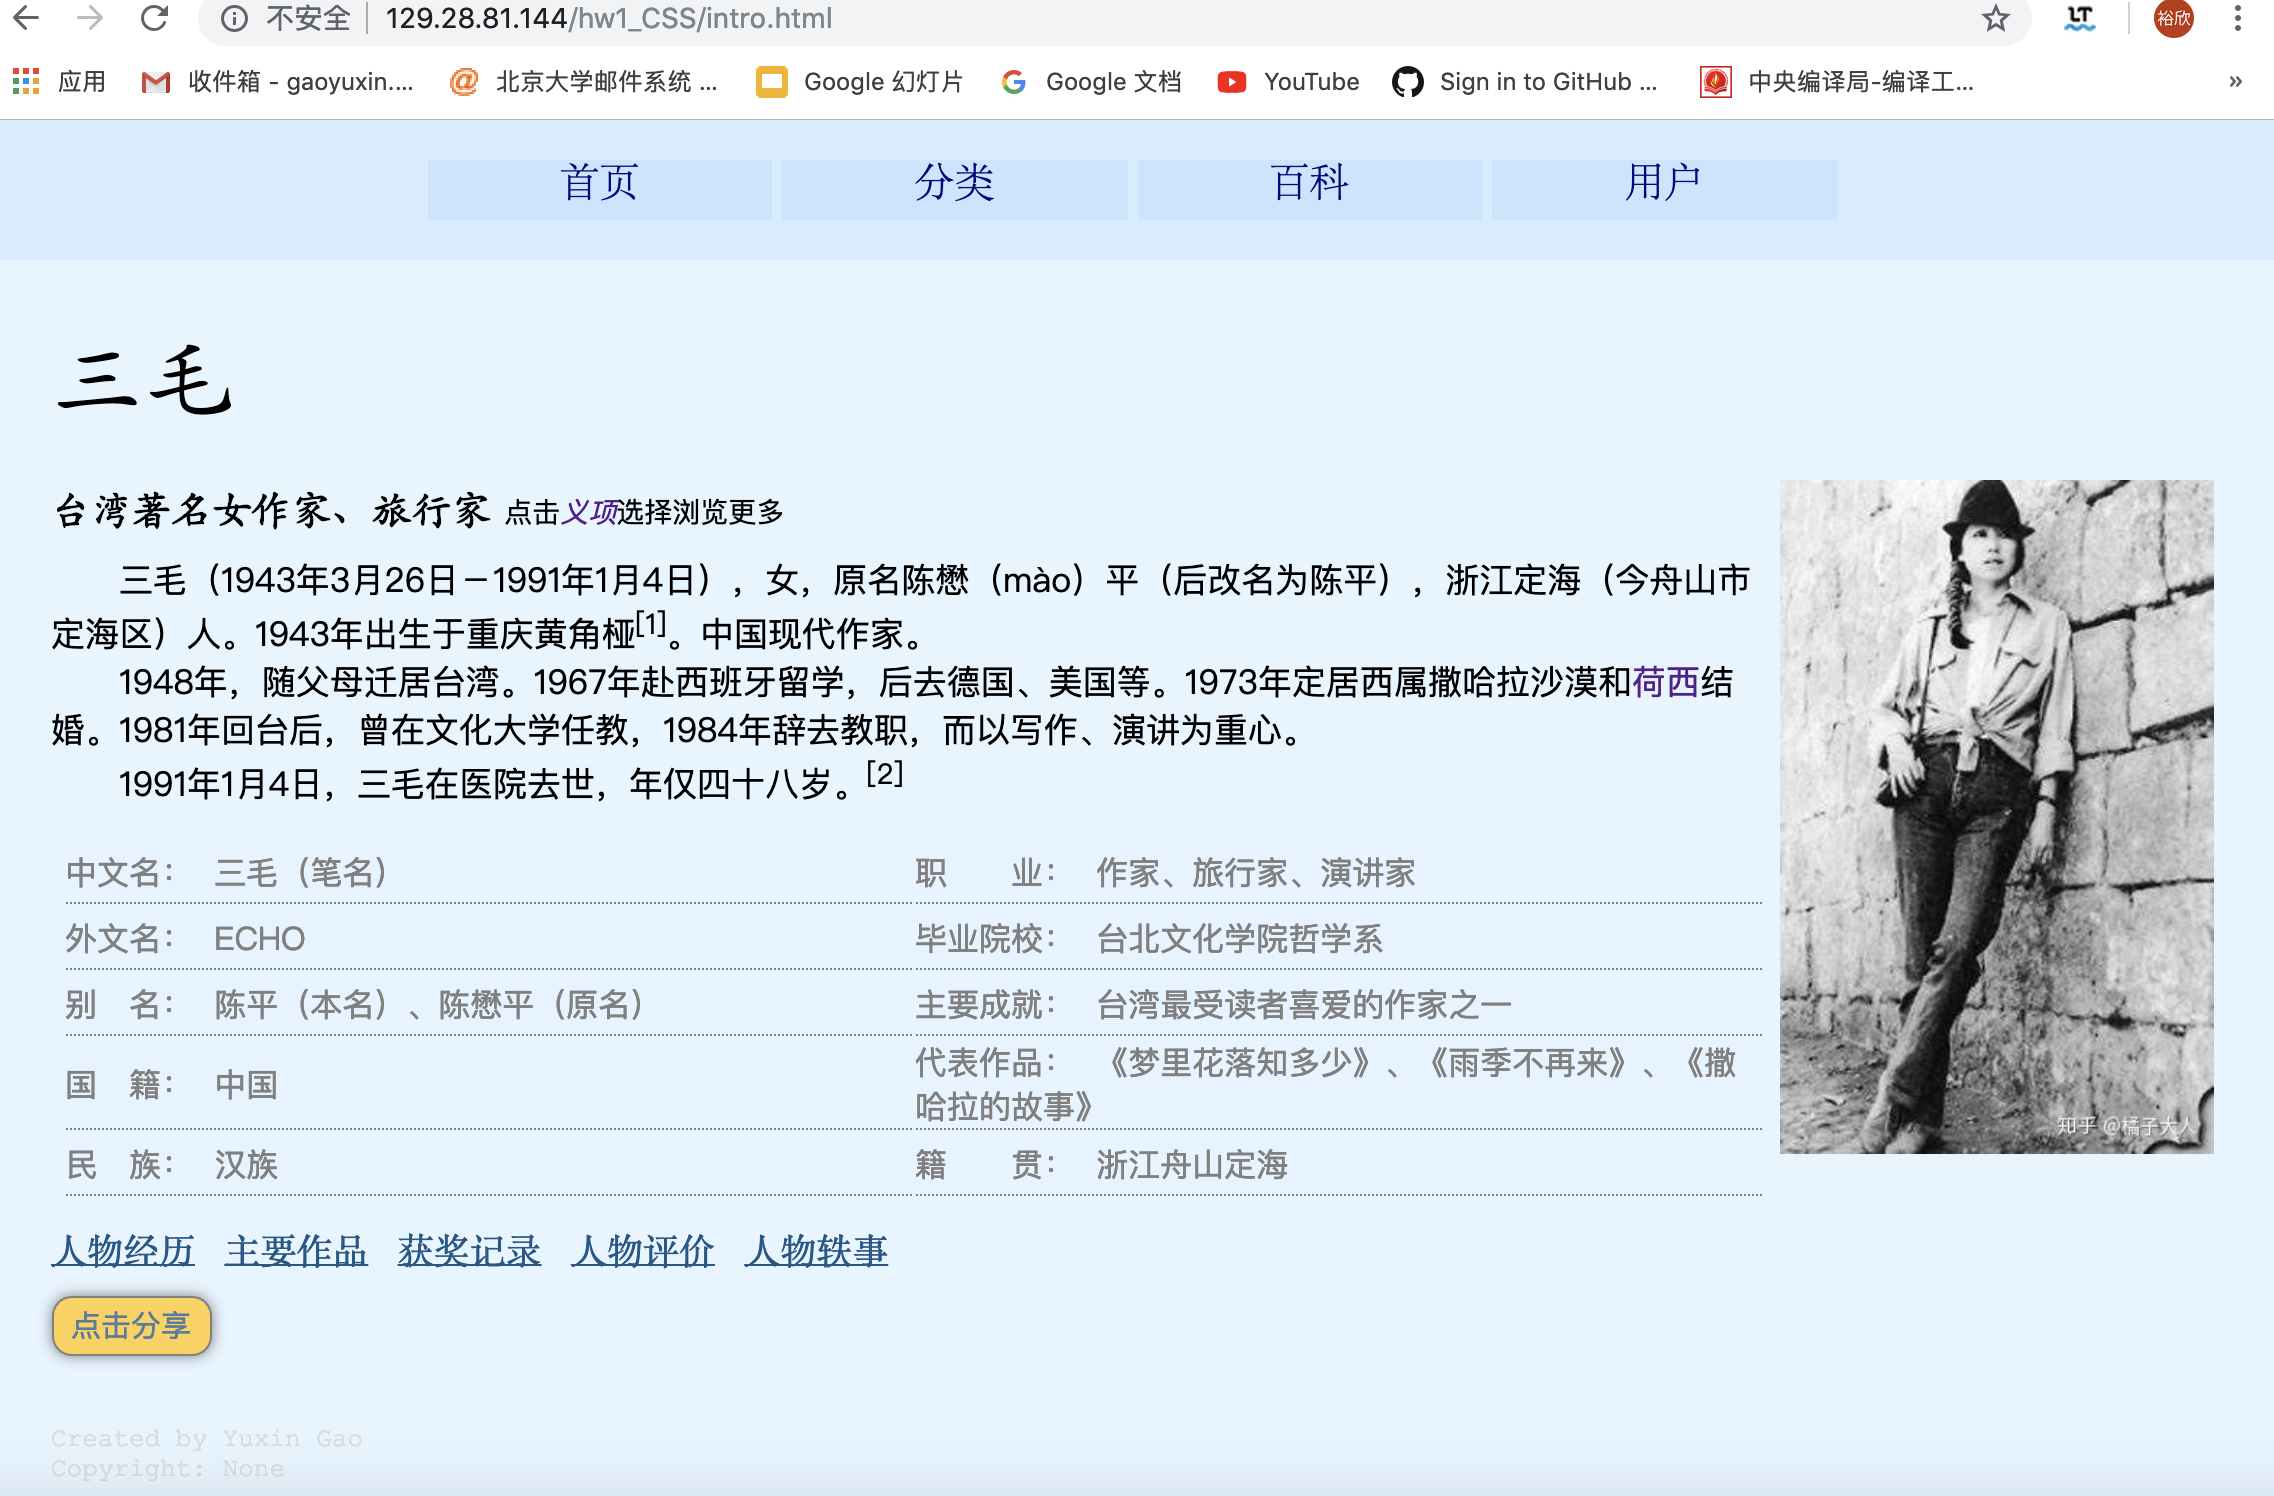 不安全 129.28.81.144/hw1_CSS/intro.html LT 裕欣
应用 收件箱 - gaoyuxin.... 北京大学邮件系统 ... Google 幻灯片 Google 文档 YouTube Sign in to GitHub ... 中央编译局-编译工... »
首页 分类 百科 用户
三毛
台湾著名女作家、旅行家 点击义项选择浏览更多
三毛（1943年3月26日－1991年1月4日），女，原名陈懋（mào）平（后改名为陈平），浙江定海（今舟山市
定海区）人。1943年出生于重庆黄角桠[1]。中国现代作家。
1948年，随父母迁居台湾。1967年赴西班牙留学，后去德国、美国等。1973年定居西属撒哈拉沙漠和荷西结
婚。1981年回台后，曾在文化大学任教，1984年辞去教职，而以写作、演讲为重心。
1991年1月4日，三毛在医院去世，年仅四十八岁。[2]
中文名： 三毛（笔名） 职　　业： 作家、旅行家、演讲家
外文名： ECHO 毕业院校： 台北文化学院哲学系
别　名： 陈平（本名）、陈懋平（原名） 主要成就： 台湾最受读者喜爱的作家之一
国　籍： 中国 代表作品： 《梦里花落知多少》、《雨季不再来》、《撒
哈拉的故事》
民　族： 汉族 籍　　贯： 浙江舟山定海
知乎 @橘子大人
人物经历 主要作品 获奖记录 人物评价 人物轶事
点击分享
Created by Yuxin Gao
Copyright: None